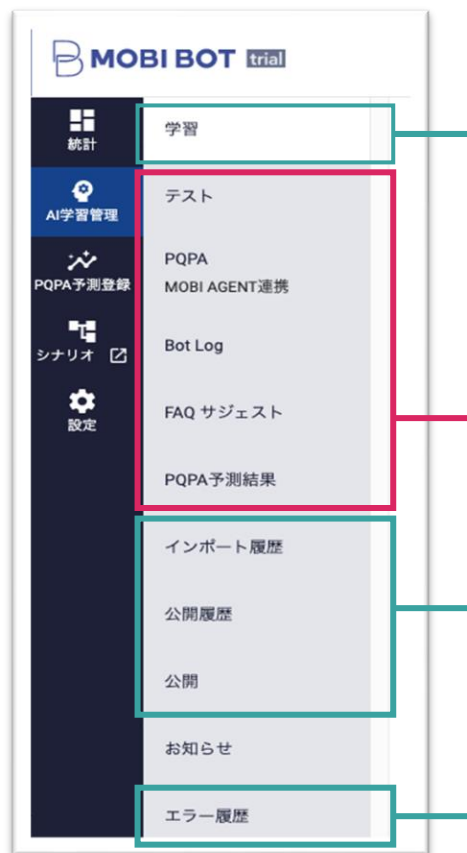 MOBI BOT trial
統計
AI学習管理
PQPA予測登録
シナリオ
設定
学習
テスト
PQPA
MOBI AGENT連携
Bot Log
FAQ サジェスト
PQPA予測結果
インポート履歴
公開履歴
公開
お知らせ
エラー履歴